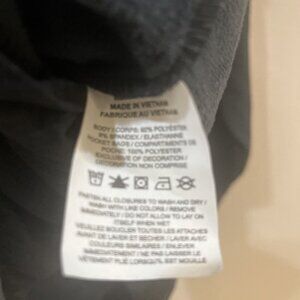 MADE IN VIETNAM
FABRIQUÉ AU VIETNAM
BODY / CORPS: 92% POLYESTER
8% SPANDEX / ELASTHANNE
POCKET BAGS / COMPARTIMENTS DE
POCHE: 100% POLYESTER
EXCLUSIVE OF DECORATION /
DÉCORATION NON COMPRISE
FASTEN ALL CLOSURES TO WASH AND DRY /
WASH WITH LIKE COLORS / REMOVE
IMMEDIATELY / DO NOT ALLOW TO LAY ON
ITSELF WHEN WET
VEUILLEZ BOUCLER TOUTES LES ATTACHES
AVANT DE LAVER ET SÉCHER / LAVER AVEC
COULEURS SIMILAIRES / ENLEVER
IMMÉDIATEMENT / NE PAS LAISSER LE
VÊTEMENT PLIÉ LORSQU'IL EST MOUILLÉ